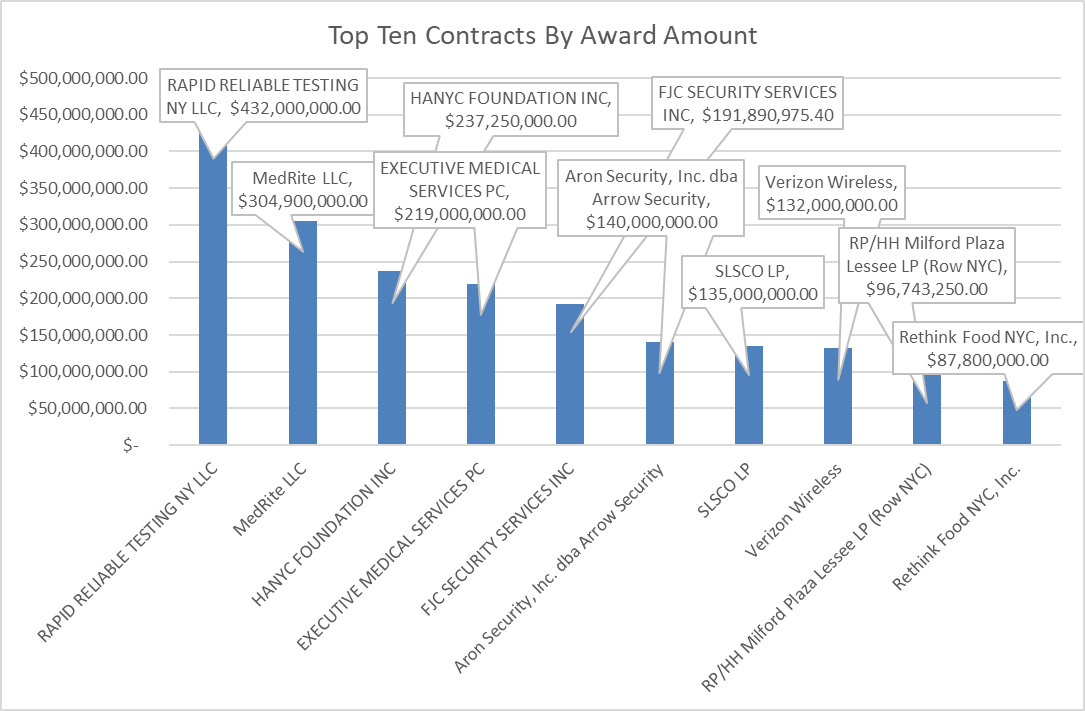 Top Ten Contracts By Award Amount
$500,000,000.00
$450,000,000.00
$400,000,000.00
$350,000,000.00
$300,000,000.00
$250,000,000.00
$200,000,000.00
$150,000,000.00
$100,000,000.00
$50,000,000.00
$-
RAPID RELIABLE TESTING
NY LLC, $432,000,000.00
MedRite LLC,
$304,900,000.00
HANYC FOUNDATION INC,
$237,250,000.00
EXECUTIVE MEDICAL
SERVICES PC,
$219,000,000.00
FJC SECURITY SERVICES
INC, $191,890,975.40
Aron Security, Inc. dba
Arrow Security,
$140,000,000.00
SLSCO LP,
$135,000,000.00
Verizon Wireless,
$132,000,000.00
RP/HH Milford Plaza
Lessee LP (Row NYC),
$96,743,250.00
Rethink Food NYC, Inc.,
$87,800,000.00
RAPID RELIABLE TESTING NY LLC
MedRite LLC
HANYC FOUNDATION INC
EXECUTIVE MEDICAL SERVICES PC
FJC SECURITY SERVICES INC
Aron Security, Inc. dba Arrow Security
SLSCO LP
Verizon Wireless
RP/HH Milford Plaza Lessee LP (Row NYC)
Rethink Food NYC, Inc.